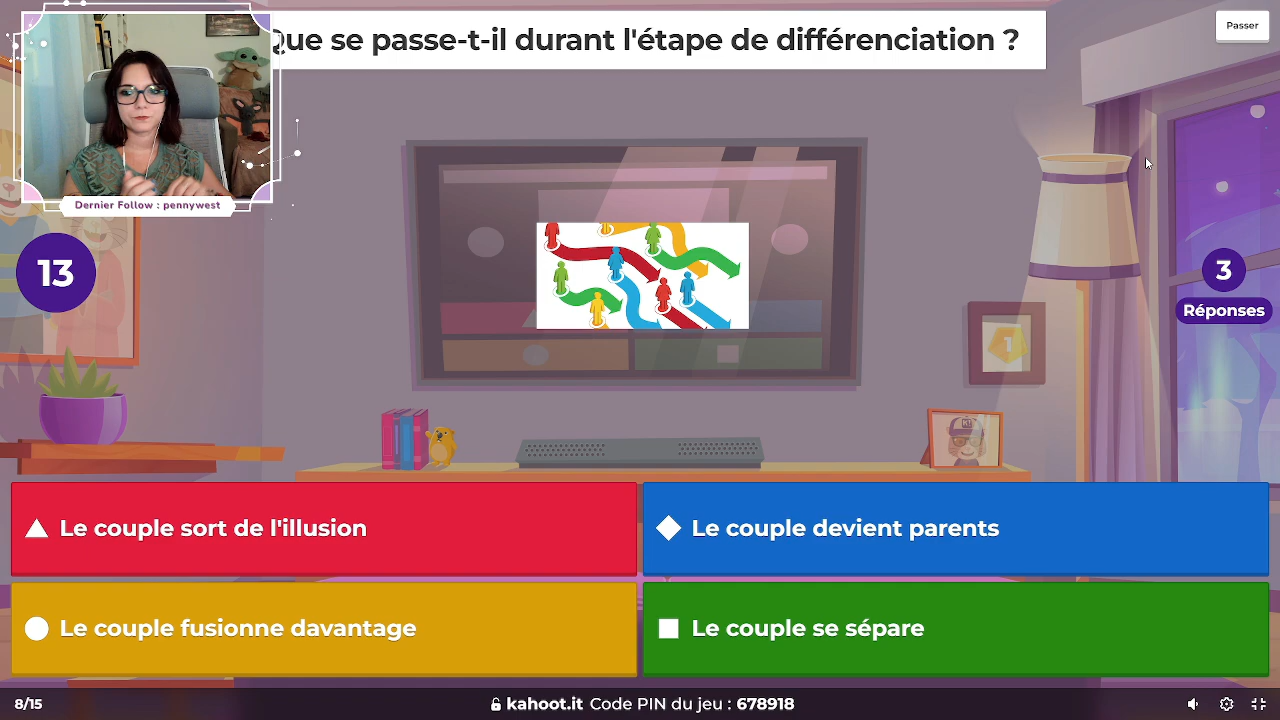 Que se passe-t-il durant l'étape de différenciation ?
Passer
Dernier Follow : pennywest
13
3
Réponses
1
Le couple sort de l'illusion
Le couple devient parents
Le couple fusionne davantage
Le couple se sépare
8/15
kahoot.it Code PIN du jeu : 678918